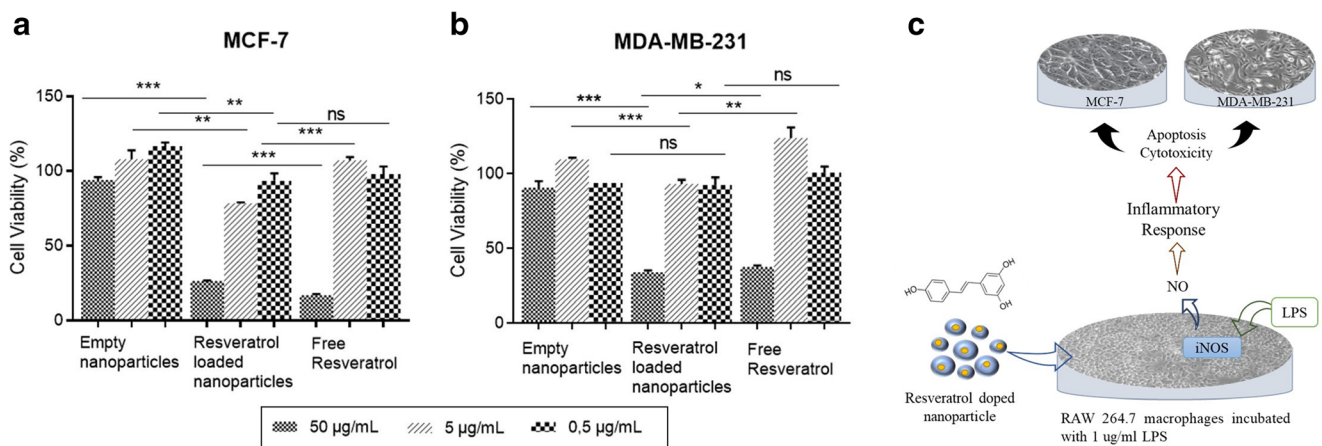 a
MCF-7
Cell Viability (%)
150
100
50
0
***
**
**
ns
***
***
Empty
nanoparticles
Resveratrol
loaded
nanoparticles
Free
Resveratrol
b
MDA-MB-231
Cell Viability (%)
150
100
50
0
ns
*
***
**
***
ns
Empty
nanoparticles
Resveratrol
loaded
nanoparticles
Free
Resveratrol
50 µg/mL
5 µg/mL
0,5 µg/mL
c
MCF-7
MDA-MB-231
Apoptosis
Cytotoxicity
Inflammatory
Response
NO
LPS
iNOS
OH
HO
OH
Resveratrol doped
nanoparticle
RAW 264.7 macrophages incubated
with 1 ug/ml LPS